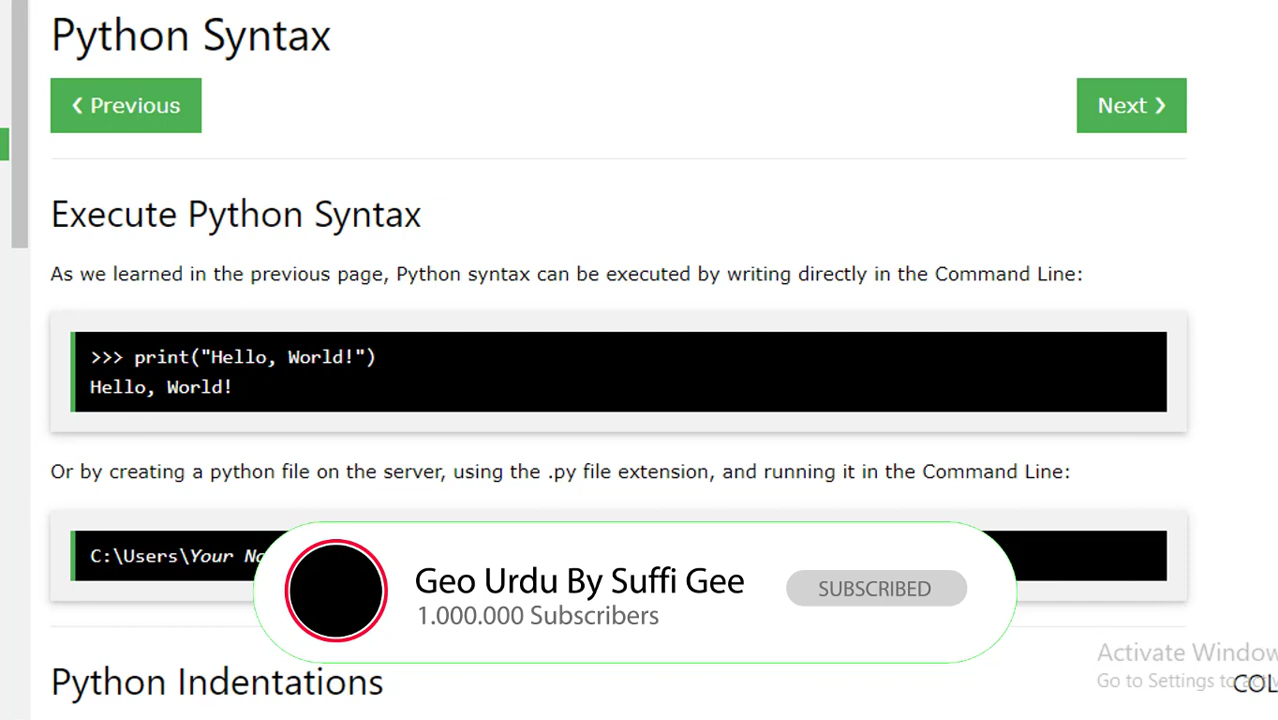 Python Syntax
❮ Previous
Next ❯
Execute Python Syntax
As we learned in the previous page, Python syntax can be executed by writing directly in the Command Line:
>>> print("Hello, World!")
Hello, World!
Or by creating a python file on the server, using the .py file extension, and running it in the Command Line:
C:\Users\Your
Geo Urdu By Suffi Gee
1.000.000 Subscribers
SUBSCRIBED
Activate Window
Go to Settings to
COL
Python Indentations